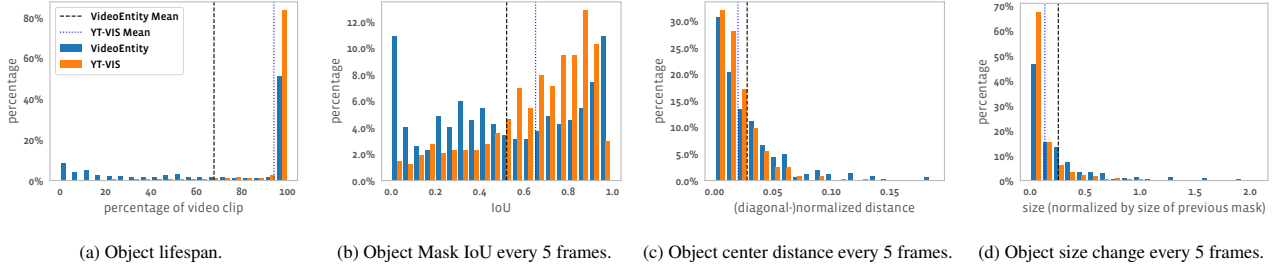 80%
60%
40%
20%
0%
percentage
VideoEntity Mean
YT-VIS Mean
VideoEntity
YT-VIS
0 20 40 60 80 100
percentage of video clip
(a) Object lifespan.
12.0%
10.0%
8.0%
6.0%
4.0%
2.0%
0.0%
percentage
0.0 0.2 0.4 0.6 0.8 1.0
IoU
(b) Object Mask IoU every 5 frames.
30.0%
25.0%
20.0%
15.0%
10.0%
5.0%
0.0%
percentage
0.00 0.05 0.10 0.15
(diagonal-)normalized distance
(c) Object center distance every 5 frames.
70%
60%
50%
40%
30%
20%
10%
0%
percentage
0.0 0.5 1.0 1.5 2.0
size (normalized by size of previous mask)
(d) Object size change every 5 frames.